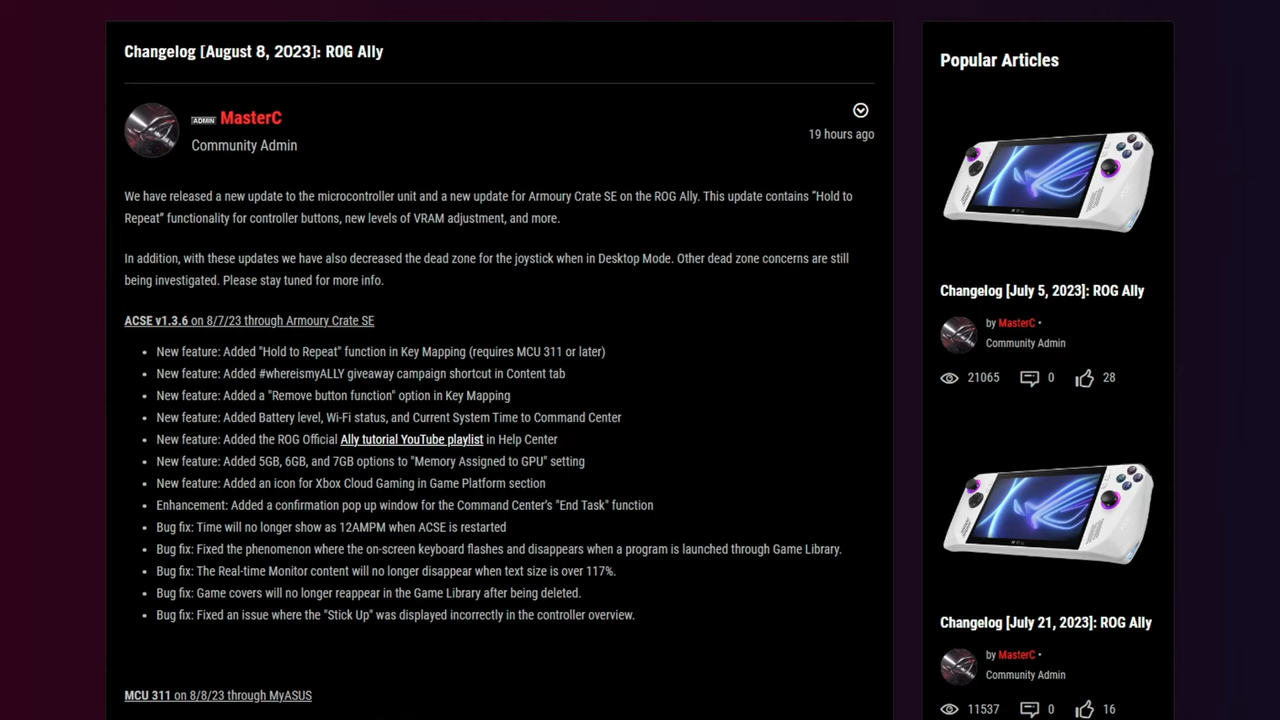 Changelog [August 8, 2023]: ROG Ally
ADMIN MasterC
Community Admin
19 hours ago
We have released a new update to the microcontroller unit and a new update for Armoury Crate SE on the ROG Ally. This update contains “Hold to
Repeat” functionality for controller buttons, new levels of VRAM adjustment, and more.
In addition, with these updates we have also decreased the dead zone for the joystick when in Desktop Mode. Other dead zone concerns are still
being investigated. Please stay tuned for more info.
ACSE v1.3.6 on 8/7/23 through Armoury Crate SE
• New feature: Added "Hold to Repeat" function in Key Mapping (requires MCU 311 or later)
• New feature: Added #whereismyALLY giveaway campaign shortcut in Content tab
• New feature: Added a "Remove button function" option in Key Mapping
• New feature: Added Battery level, Wi-Fi status, and Current System Time to Command Center
• New feature: Added the ROG Official Ally tutorial YouTube playlist in Help Center
• New feature: Added 5GB, 6GB, and 7GB options to "Memory Assigned to GPU" setting
• New feature: Added an icon for Xbox Cloud Gaming in Game Platform section
• Enhancement: Added a confirmation pop up window for the Command Center's "End Task" function
• Bug fix: Time will no longer show as 12AMPM when ACSE is restarted
• Bug fix: Fixed the phenomenon where the on-screen keyboard flashes and disappears when a program is launched through Game Library.
• Bug fix: The Real-time Monitor content will no longer disappear when text size is over 117%.
• Bug fix: Game covers will no longer reappear in the Game Library after being deleted.
• Bug fix: Fixed an issue where the "Stick Up" was displayed incorrectly in the controller overview.
MCU 311 on 8/8/23 through MyASUS
Popular Articles
Changelog [July 5, 2023]: ROG Ally
by MasterC •
Community Admin
21065 0 28
Changelog [July 21, 2023]: ROG Ally
by MasterC •
Community Admin
11537 0 16